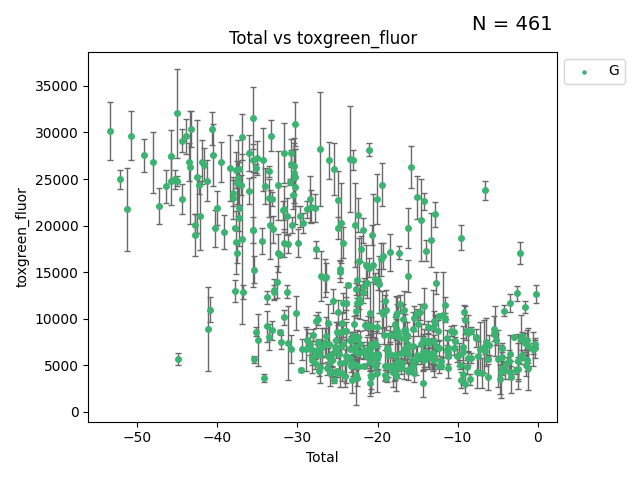 N = 461
Total vs toxgreen_fluor
G
toxgreen_fluor
35000
30000
25000
20000
15000
10000
5000
0
−50 −40 −30 −20 −10 0
Total